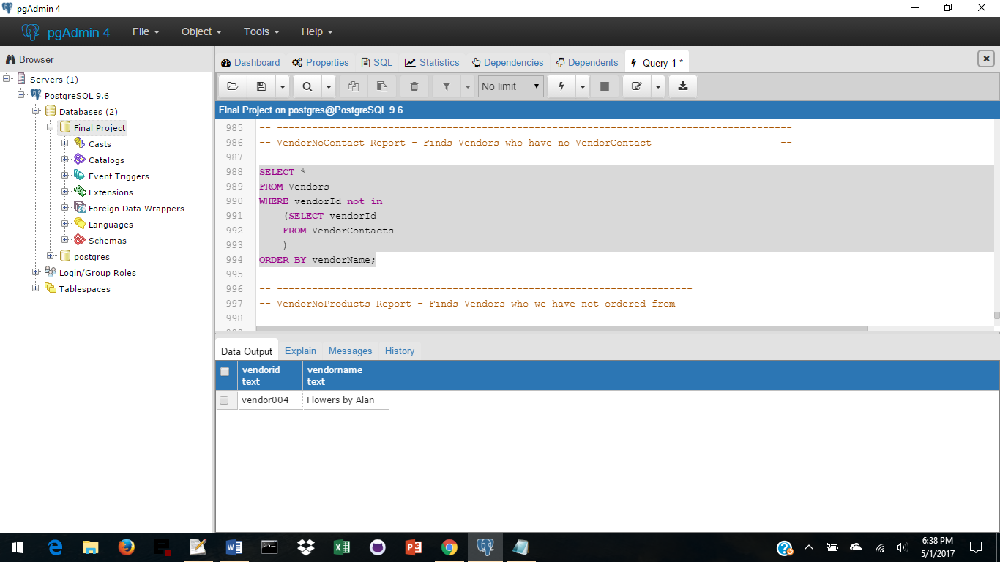 pgAdmin 4
pgAdmin 4 File Object Tools Help
Browser
Servers (1)
PostgreSQL 9.6
Databases (2)
Final Project
Casts
Catalogs
Event Triggers
Extensions
Foreign Data Wrappers
Languages
Schemas
postgres
Login/Group Roles
Tablespaces
Dashboard Properties SQL Statistics Dependencies Dependents Query-1 *
No limit
Final Project on postgres@PostgreSQL 9.6
985 -- ----------------------------------------------------------------------------------------
986 -- VendorNoContact Report - Finds Vendors who have no VendorContact --
987 -- ----------------------------------------------------------------------------------------
988 SELECT *
989 FROM Vendors
990 WHERE vendorId not in
991 (SELECT vendorId
992 FROM VendorContacts
993 )
994 ORDER BY vendorName;
995
996 -- -----------------------------------------------------------------------
997 -- VendorNoProducts Report - Finds Vendors who we have not ordered from
998 -- -----------------------------------------------------------------------
Data Output Explain Messages History
vendorid vendorname
text text
vendor004 Flowers by Alan
6:38 PM
5/1/2017